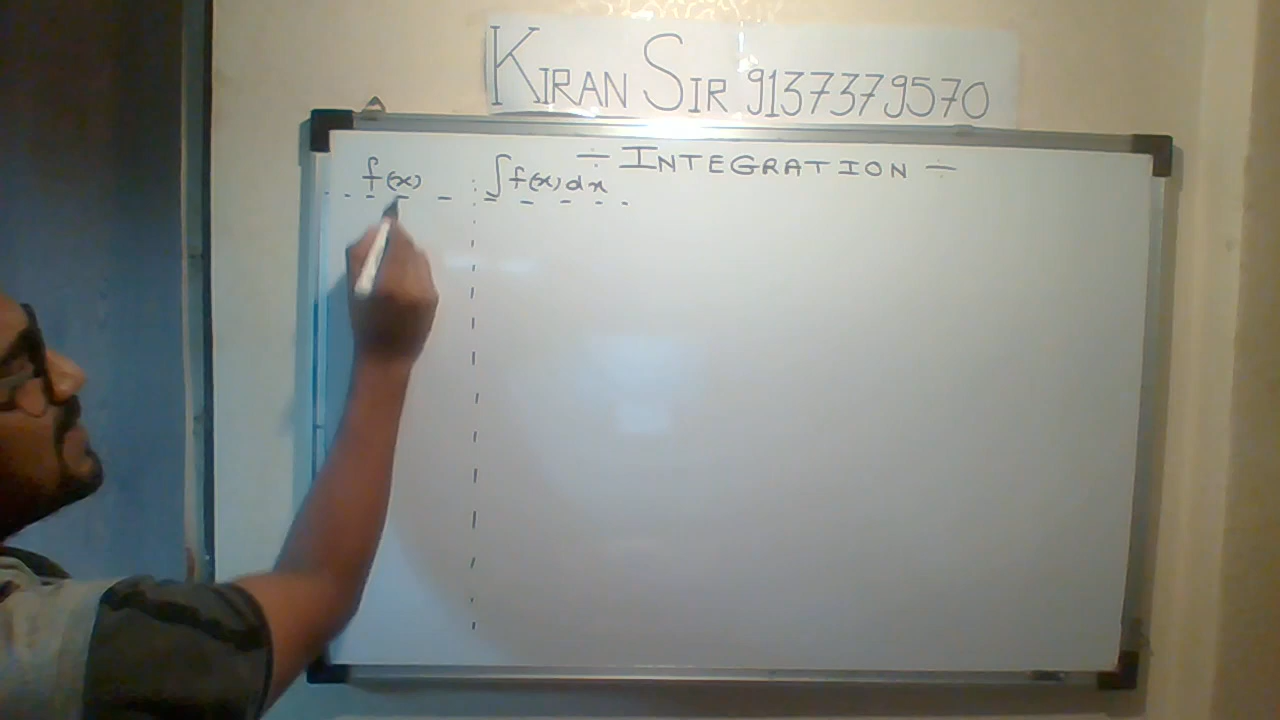 KIRAN SIR 9137379570
÷ INTEGRATION ÷
f(x) ∫f(x) dx